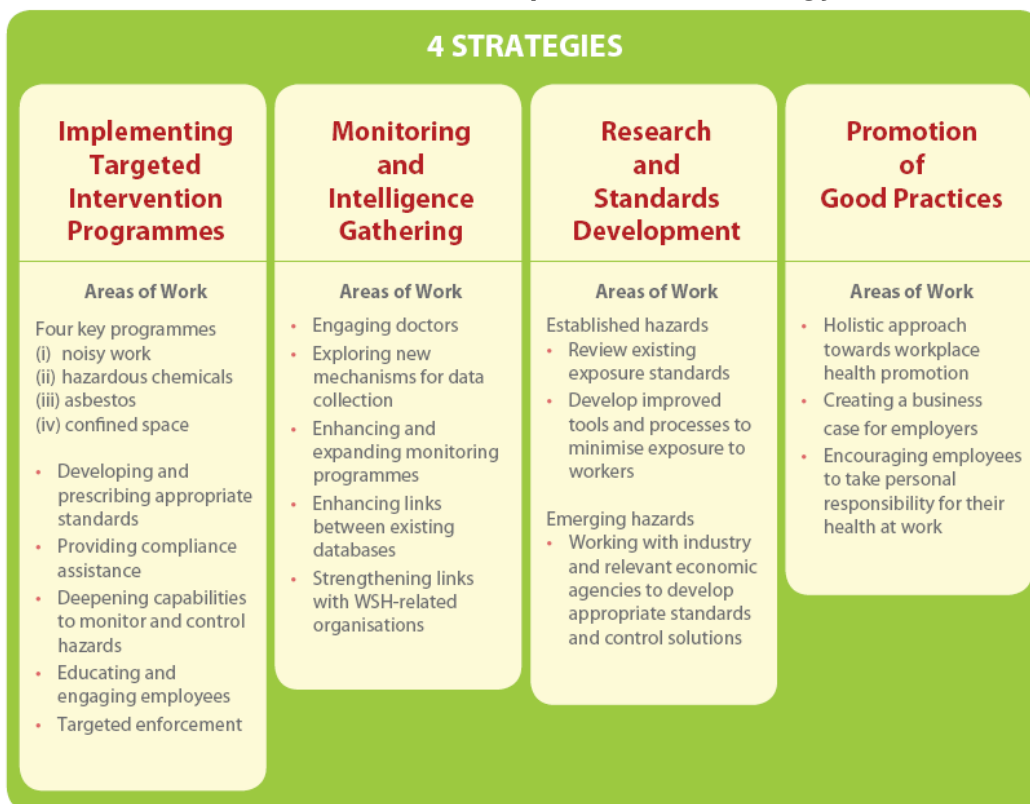 4 STRATEGIES
Implementing
Targeted
Intervention
Programmes
Areas of Work
Four key programmes
(i) noisy work
(ii) hazardous chemicals
(iii) asbestos
(iv) confined space
• Developing and
prescribing appropriate
standards
• Providing compliance
assistance
• Deepening capabilities
to monitor and control
hazards
• Educating and
engaging employees
• Targeted enforcement
Monitoring
and
Intelligence
Gathering
Areas of Work
• Engaging doctors
• Exploring new
mechanisms for data
collection
• Enhancing and
expanding monitoring
programmes
• Enhancing links
between existing
databases
• Strengthening links
with WSH-related
organisations
Research
and
Standards
Development
Areas of Work
Established hazards
• Review existing
exposure standards
• Develop improved
tools and processes to
minimise exposure to
workers
Emerging hazards
• Working with industry
and relevant economic
agencies to develop
appropriate standards
and control solutions
Promotion
of
Good Practices
Areas of Work
• Holistic approach
towards workplace
health promotion
• Creating a business
case for employers
• Encouraging employees
to take personal
responsibility for their
health at work